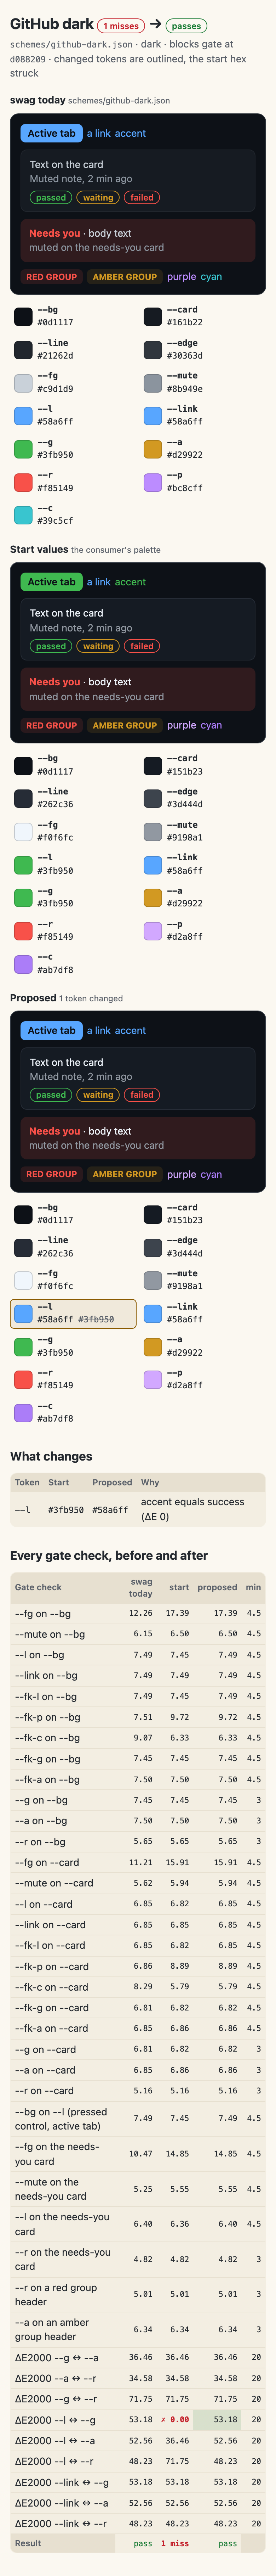 GitHub dark 1 misses → passes
schemes/github-dark.json · dark · blocks gate at
d088209 · changed tokens are outlined, the start hex
struck
swag today schemes/github-dark.json
Active tab a link accent
Text on the card
Muted note, 2 min ago
passed waiting failed
Needs you · body text
muted on the needs-you card
RED GROUP AMBER GROUP purple cyan
--bg
#0d1117
--card
#161b22
--line
#21262d
--edge
#30363d
--fg
#c9d1d9
--mute
#8b949e
--l
#58a6ff
--link
#58a6ff
--g
#3fb950
--a
#d29922
--r
#f85149
--p
#bc8cff
--c
#39c5cf
Start values the consumer's palette
Active tab a link accent
Text on the card
Muted note, 2 min ago
passed waiting failed
Needs you · body text
muted on the needs-you card
RED GROUP AMBER GROUP purple cyan
--bg
#0d1117
--card
#151b23
--line
#262c36
--edge
#3d444d
--fg
#f0f6fc
--mute
#9198a1
--l
#3fb950
--link
#58a6ff
--g
#3fb950
--a
#d29922
--r
#f85149
--p
#d2a8ff
--c
#ab7df8
Proposed 1 token changed
Active tab a link accent
Text on the card
Muted note, 2 min ago
passed waiting failed
Needs you · body text
muted on the needs-you card
RED GROUP AMBER GROUP purple cyan
--bg
#0d1117
--card
#151b23
--line
#262c36
--edge
#3d444d
--fg
#f0f6fc
--mute
#9198a1
--l
#58a6ff #3fb950
--link
#58a6ff
--g
#3fb950
--a
#d29922
--r
#f85149
--p
#d2a8ff
--c
#ab7df8
What changes
Token Start Proposed Why
--l #3fb950 #58a6ff accent equals success
(ΔE 0)
Every gate check, before and after
Gate check swag today start proposed min
--fg on --bg 12.26 17.39 17.39 4.5
--mute on --bg 6.15 6.50 6.50 4.5
--l on --bg 7.49 7.45 7.49 4.5
--link on --bg 7.49 7.49 7.49 4.5
--fk-l on --bg 7.49 7.45 7.49 4.5
--fk-p on --bg 7.51 9.72 9.72 4.5
--fk-c on --bg 9.07 6.33 6.33 4.5
--fk-g on --bg 7.45 7.45 7.45 4.5
--fk-a on --bg 7.50 7.50 7.50 4.5
--g on --bg 7.45 7.45 7.45 3
--a on --bg 7.50 7.50 7.50 3
--r on --bg 5.65 5.65 5.65 3
--fg on --card 11.21 15.91 15.91 4.5
--mute on --card 5.62 5.94 5.94 4.5
--l on --card 6.85 6.82 6.85 4.5
--link on --card 6.85 6.85 6.85 4.5
--fk-l on --card 6.85 6.82 6.85 4.5
--fk-p on --card 6.86 8.89 8.89 4.5
--fk-c on --card 8.29 5.79 5.79 4.5
--fk-g on --card 6.81 6.82 6.82 4.5
--fk-a on --card 6.85 6.86 6.86 4.5
--g on --card 6.81 6.82 6.82 3
--a on --card 6.85 6.86 6.86 3
--r on --card 5.16 5.16 5.16 3
--bg on --l (pressed
control, active tab) 7.49 7.45 7.49 4.5
--fg on the needs-
you card 10.47 14.85 14.85 4.5
--mute on the
needs-you card 5.25 5.55 5.55 4.5
--l on the needs-you
card 6.40 6.36 6.40 4.5
--r on the needs-you
card 4.82 4.82 4.82 3
--r on a red group
header 5.01 5.01 5.01 3
--a on an amber
group header 6.34 6.34 6.34 3
ΔE2000 --g ↔ --a 36.46 36.46 36.46 20
ΔE2000 --a ↔ --r 34.58 34.58 34.58 20
ΔE2000 --g ↔ --r 71.75 71.75 71.75 20
ΔE2000 --l ↔ --g 53.18 ✗ 0.00 53.18 20
ΔE2000 --l ↔ --a 52.56 36.46 52.56 20
ΔE2000 --l ↔ --r 48.23 71.75 48.23 20
ΔE2000 --link ↔ --g 53.18 53.18 53.18 20
ΔE2000 --link ↔ --a 52.56 52.56 52.56 20
ΔE2000 --link ↔ --r 48.23 48.23 48.23 20
Result pass 1 miss pass